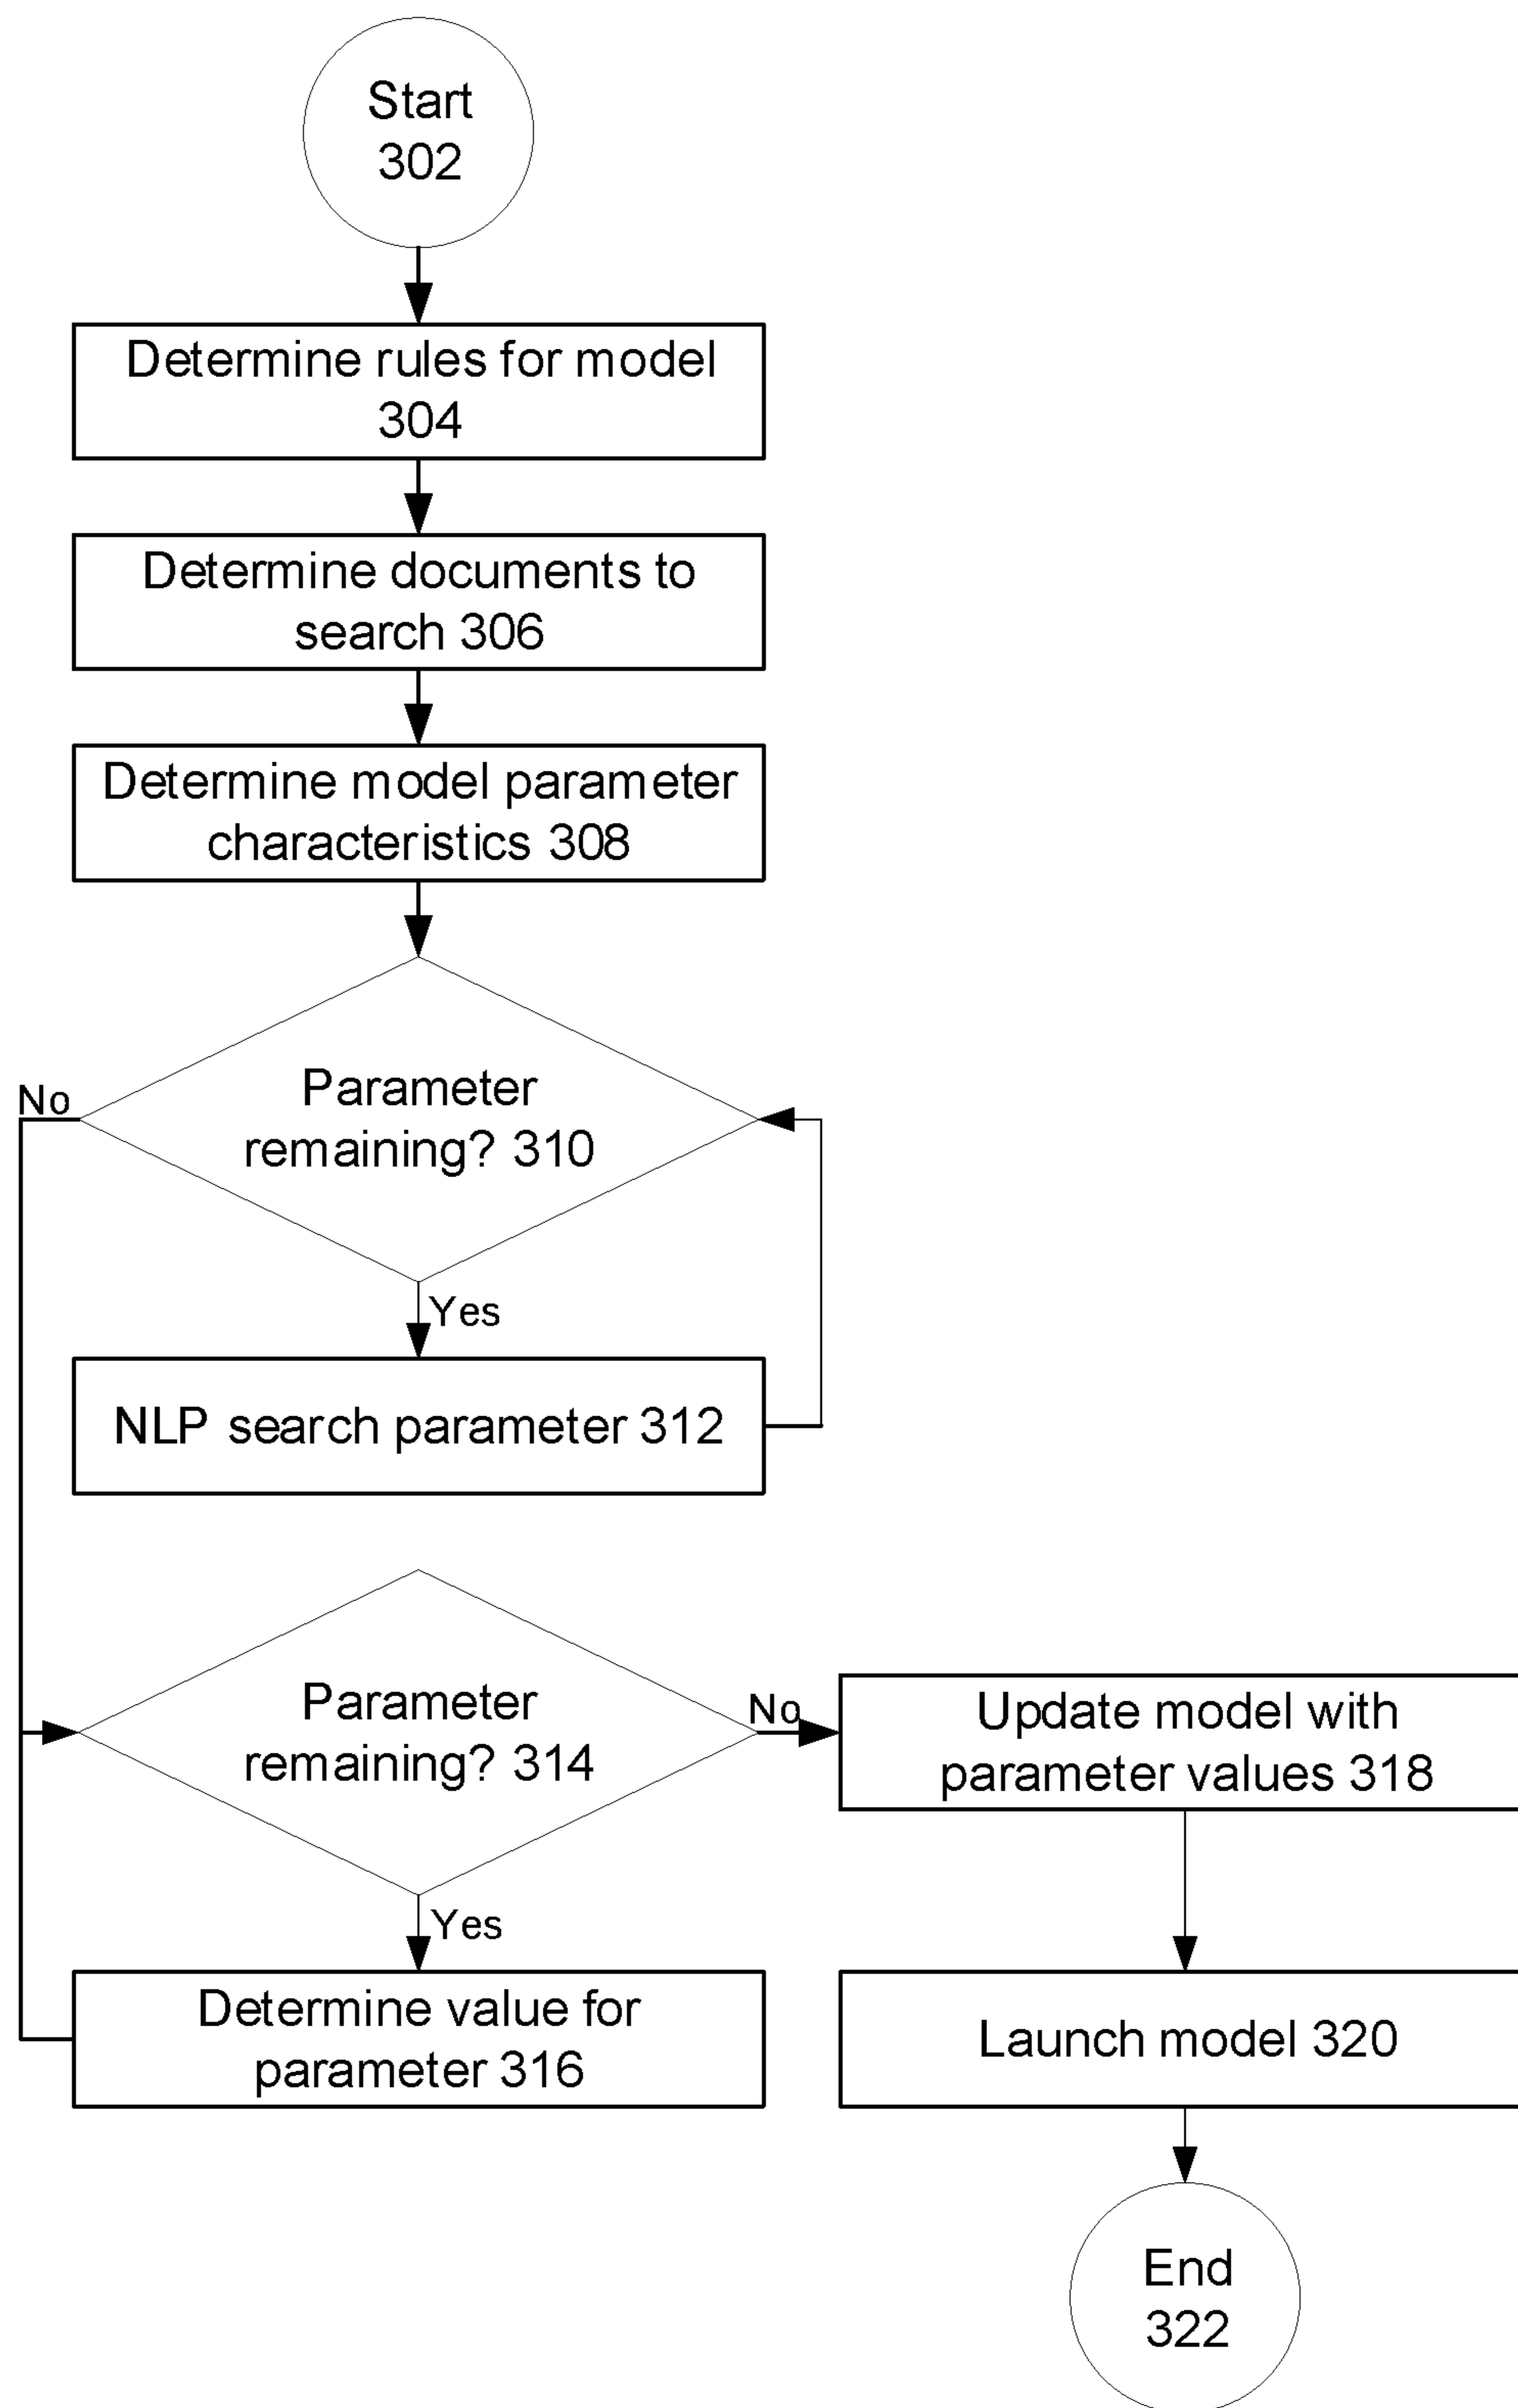 Start
302
Determine rules for model
304
Determine documents to
search 306
Determine model parameter
characteristics 308
Parameter
remaining? 310
No
Yes
NLP search parameter 312
Parameter
remaining? 314
No
Yes
Update model with
parameter values 318
Determine value for
parameter 316
Launch model 320
End
322